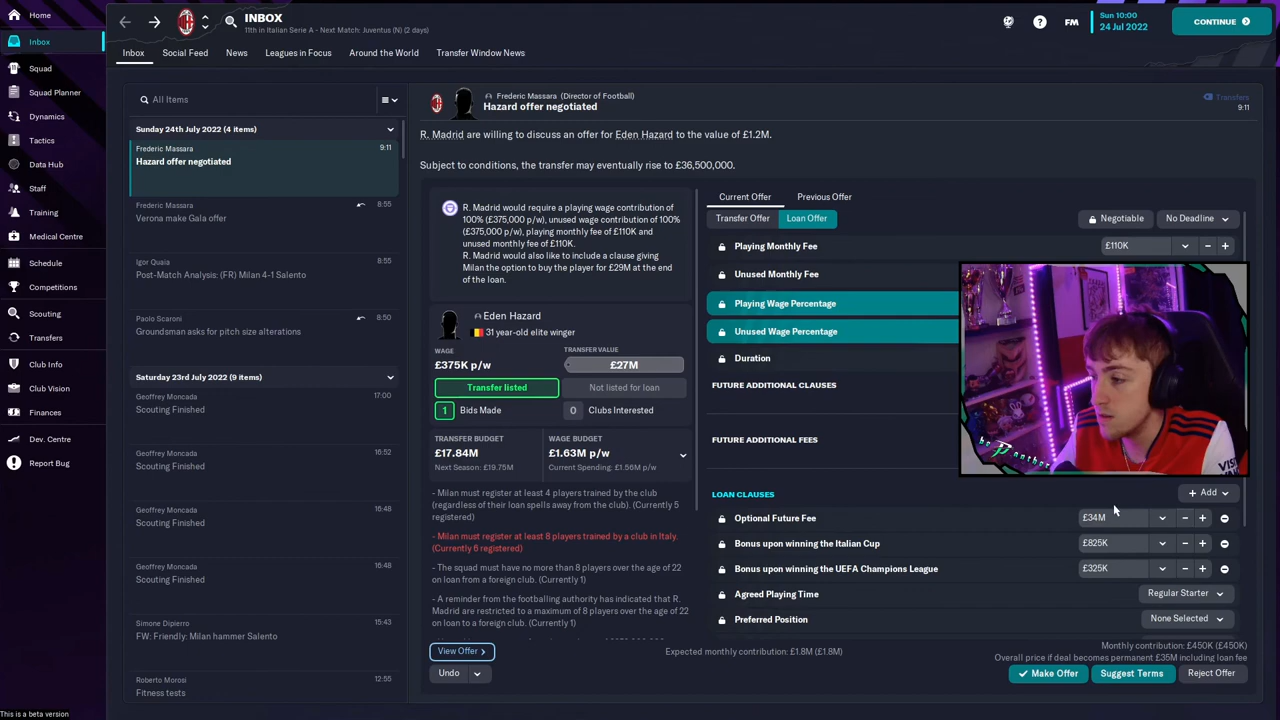 Home
Inbox
Squad
Squad Planner
Dynamics
Tactics
Data Hub
Staff
Training
Medical Centre
Schedule
Competitions
Scouting
Transfers
Club Info
Club Vision
Finances
Dev. Centre
Report Bug
This is a beta version
INBOX
11th in Italian Serie A - Next Match: Juventus (N) (2 days)
FM
Sun 10:00
24 Jul 2022
CONTINUE
Inbox
Social Feed
News
Leagues in Focus
Around the World
Transfer Window News
All Items
Sunday 24th July 2022 (4 items)
Frederic Massara
9:11
Hazard offer negotiated
Frederic Massara
8:55
Verona make Gala offer
Igor Quaia
8:55
Post-Match Analysis: (FR) Milan 4-1 Salento
Paolo Scaroni
8:50
Groundsman asks for pitch size alterations
Saturday 23rd July 2022 (9 items)
Geoffrey Moncada
17:00
Scouting Finished
Geoffrey Moncada
16:52
Scouting Finished
Geoffrey Moncada
16:48
Scouting Finished
Geoffrey Moncada
16:48
Scouting Finished
Simone Dipierro
15:43
FW: Friendly: Milan hammer Salento
Roberto Morosi
12:55
Fitness tests
Frederic Massara (Director of Football)
Hazard offer negotiated
Transfers
9:11
R. Madrid are willing to discuss an offer for Eden Hazard to the value of £1.2M.
Subject to conditions, the transfer may eventually rise to £36,500,000.
R. Madrid would require a playing wage contribution of
100% (£375,000 p/w), unused wage contribution of 100%
(£375,000 p/w), playing monthly fee of £110K and
unused monthly fee of £110K.
R. Madrid would also like to include a clause giving
Milan the option to buy the player for £29M at the end
of the loan.
Eden Hazard
31 year-old elite winger
WAGE
£375K p/w
TRANSFER VALUE
£27M
Transfer listed
Not listed for loan
1 Bids Made
0 Clubs Interested
TRANSFER BUDGET
£17.84M
Next Season: £19.75M
WAGE BUDGET
£1.63M p/w
Current Spending: £1.56M p/w
- Milan must register at least 4 players trained by the club
(regardless of their loan spells away from the club). (Currently 5
registered)
- Milan must register at least 8 players trained by a club in Italy.
(Currently 6 registered)
- The squad must have no more than 8 players over the age of 22
on loan from a foreign club. (Currently 1)
- A reminder from the footballing authority has indicated that R.
Madrid are restricted to a maximum of 8 players over the age of 22
on loan to a foreign club. (Currently 1)
View Offer
Undo
Current Offer
Previous Offer
Transfer Offer
Loan Offer
Negotiable
No Deadline
Playing Monthly Fee
£110K
Unused Monthly Fee
Playing Wage Percentage
Unused Wage Percentage
Duration
FUTURE ADDITIONAL CLAUSES
FUTURE ADDITIONAL FEES
LOAN CLAUSES
+ Add
Optional Future Fee
£34M
Bonus upon winning the Italian Cup
£825K
Bonus upon winning the UEFA Champions League
£325K
Agreed Playing Time
Regular Starter
Preferred Position
None Selected
Expected monthly contribution: £1.8M (£1.8M)
Monthly contribution: £450K (£450K)
Overall price if deal becomes permanent £35M including loan fee
Make Offer
Suggest Terms
Reject Offer